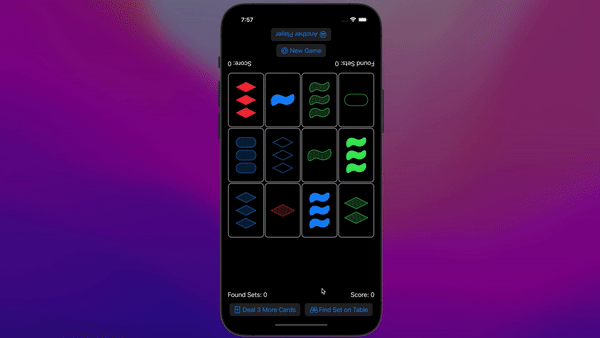 7:57
Another Player
New Game
Score: 0
Found Sets: 0
Found Sets: 0
Score: 0
Deal 3 More Cards
Find Set on Table